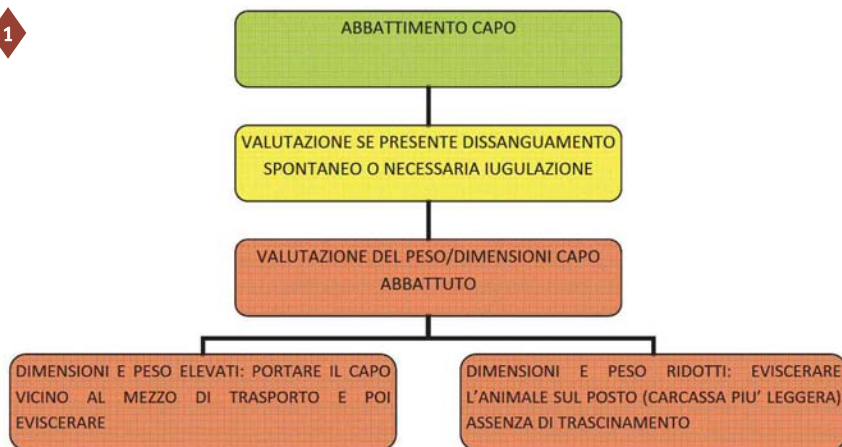 1
ABBATTIMENTO CAPO
VALUTAZIONE SE PRESENTE DISSANGUAMENTO
SPONTANEO O NECESSARIA IUGULAZIONE
VALUTAZIONE DEL PESO/DIMENSIONI CAPO
ABBATTUTO
DIMENSIONI E PESO ELEVATI: PORTARE IL CAPO
VICINO AL MEZZO DI TRASPORTO E POI
EVISCERARE
DIMENSIONI E PESO RIDOTTI: EVISCERARE
L'ANIMALE SUL POSTO (CARCASSA PIU' LEGGERA)
ASSENZA DI TRASCINAMENTO